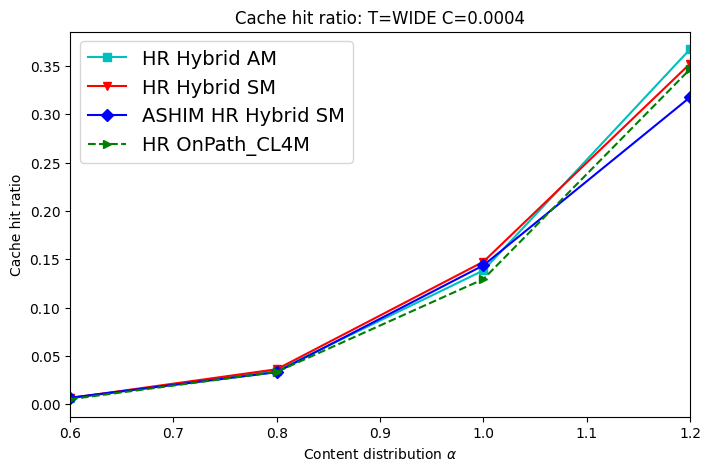 Cache hit ratio: T=WIDE C=0.0004
HR Hybrid AM
HR Hybrid SM
ASHIM HR Hybrid SM
HR OnPath_CL4M
Cache hit ratio
0.35
0.30
0.25
0.20
0.15
0.10
0.05
0.00
0.6
0.7
0.8
0.9
1.0
1.1
1.2
Content distribution α